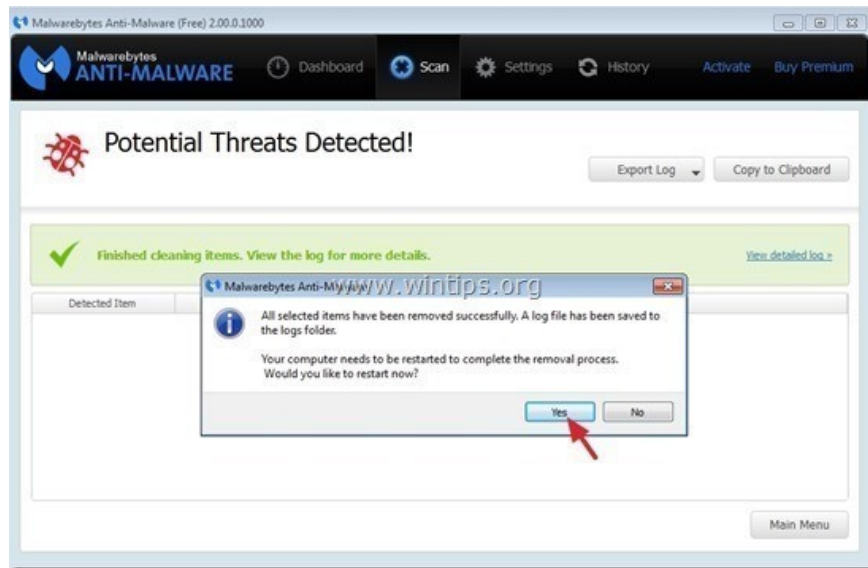 Malwarebytes Anti-Malware (Free) 2.00.0.1000
Malwarebytes
ANTI-MALWARE
Dashboard
Scan
Settings
History
Activate
Buy Premium
Potential Threats Detected!
Export Log
Copy to Clipboard
Finished cleaning items. View the log for more details.
View detailed log »
Detected Item
Malwarebytes Anti-Malware
www.wintips.org
All selected items have been removed successfully. A log file has been saved to
the logs folder.
Your computer needs to be restarted to complete the removal process.
Would you like to restart now?
Yes
No
Main Menu